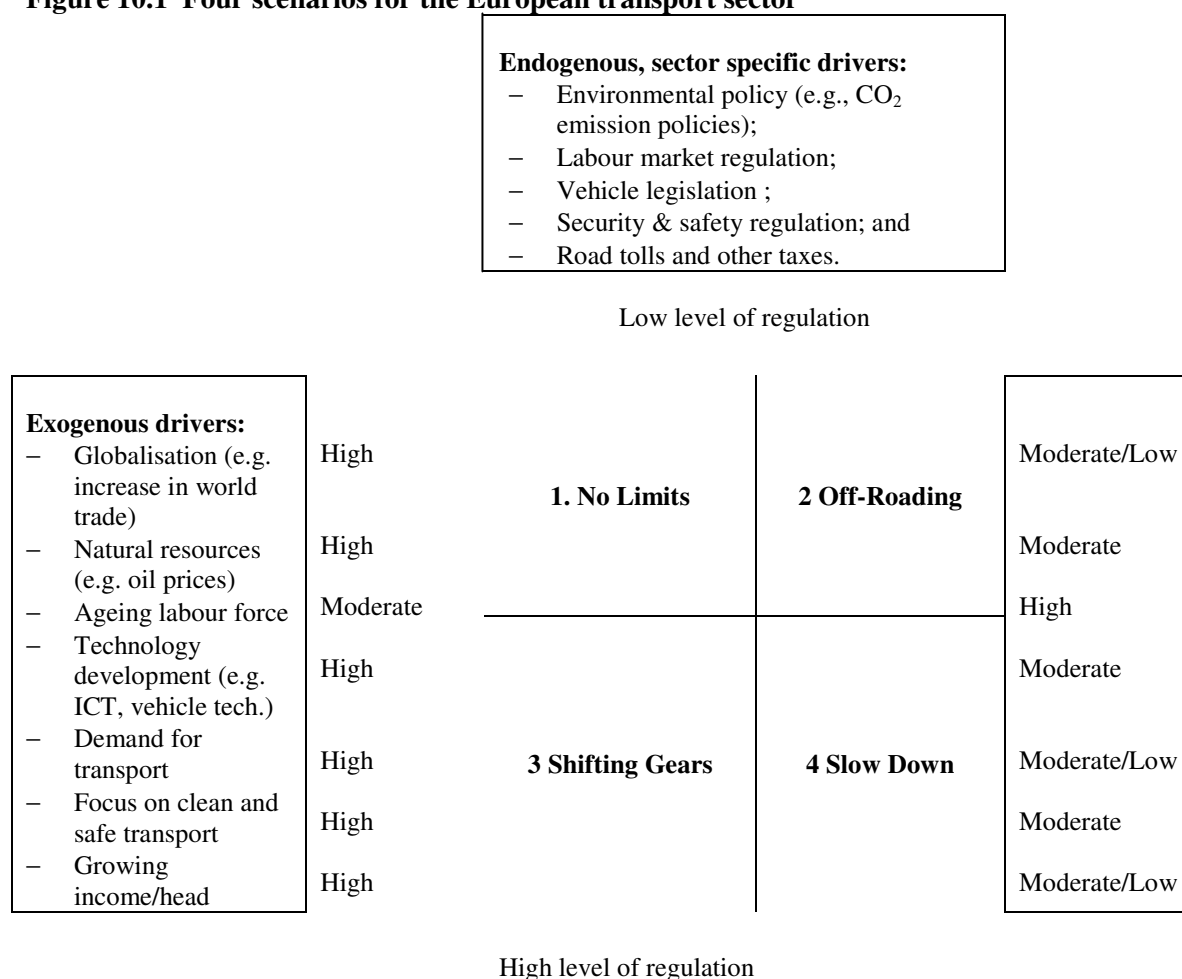 Figure 10.1 Four scenarios for the European transport sector
Endogenous, sector specific drivers:
– Environmental policy (e.g., CO₂
emission policies);
– Labour market regulation;
– Vehicle legislation ;
– Security & safety regulation; and
– Road tolls and other taxes.
Low level of regulation
Exogenous drivers:
– Globalisation (e.g.
increase in world
trade)
– Natural resources
(e.g. oil prices)
– Ageing labour force
– Technology
development (e.g.
ICT, vehicle tech.)
– Demand for
transport
– Focus on clean and
safe transport
– Growing
income/head
High
High
Moderate
High
High
High
High
1. No Limits
2 Off-Roading
3 Shifting Gears
4 Slow Down
Moderate/Low
Moderate
High
Moderate
Moderate/Low
Moderate
Moderate/Low
High level of regulation